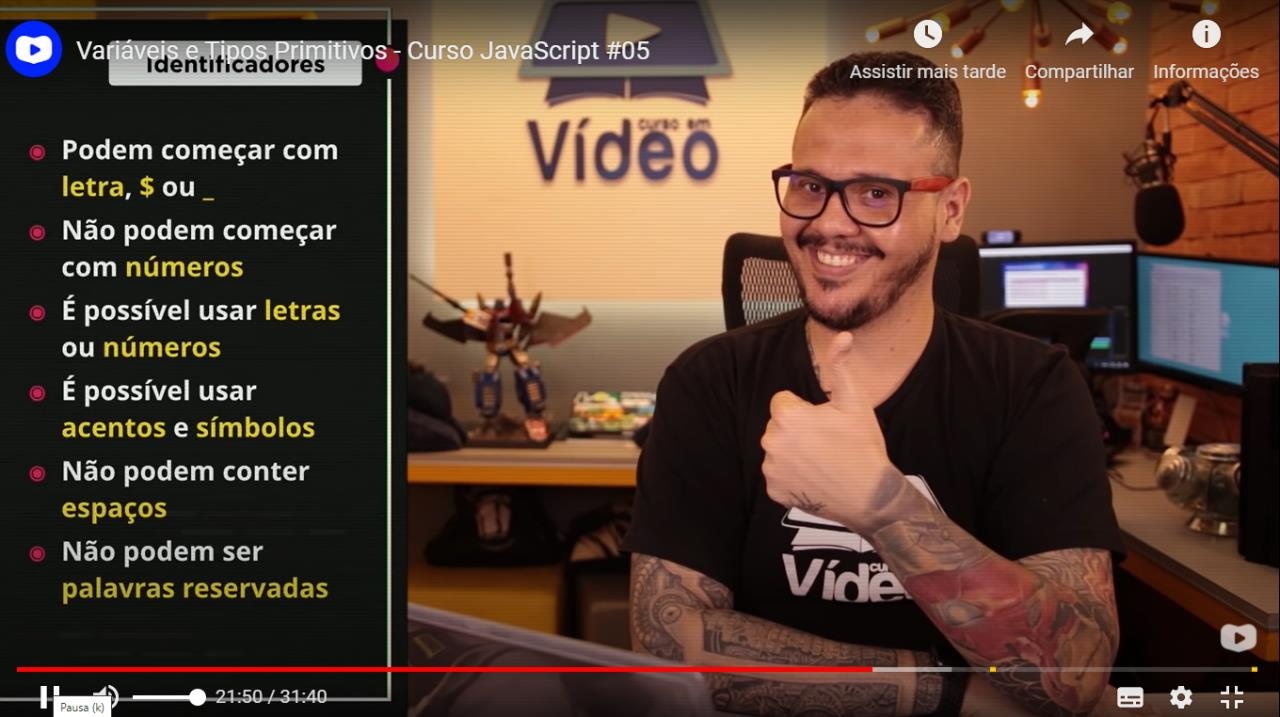 Variáveis e Tipos Primitivos - Curso JavaScript #05
Assistir mais tarde
Compartilhar
Informações
Identificadores
Podem começar com
letra, $ ou _
Não podem começar
com números
É possível usar letras
ou números
É possível usar
acentos e símbolos
Não podem conter
espaços
Não podem ser
palavras reservadas
curso em
Vídeo
cu
Víde
21:50 / 31:40
Pausa (k)